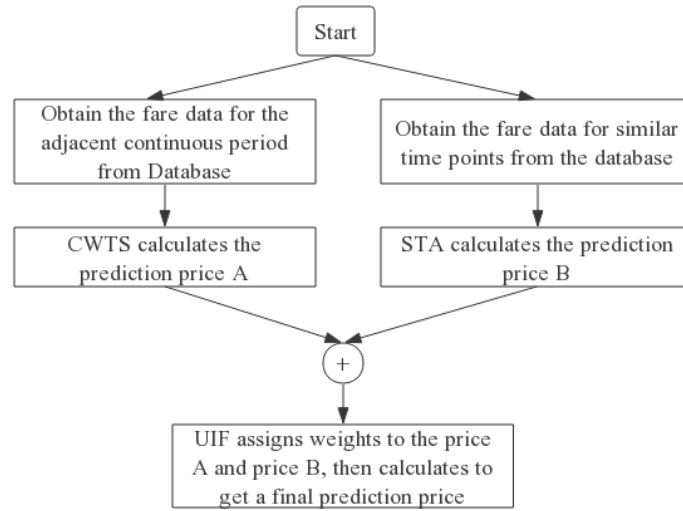 Start
Obtain the fare data for the
adjacent continuous period
from Database
Obtain the fare data for similar
time points from the database
CWTS calculates the
prediction price A
STA calculates the prediction
price B
+
UIF assigns weights to the price
A and price B, then calculates to
get a final prediction price